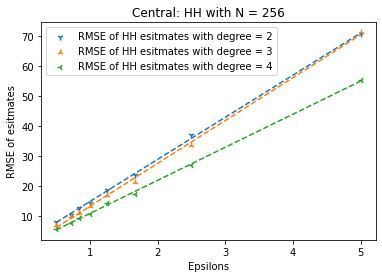 Central: HH with N = 256
RMSE of HH esitmates with degree = 2
RMSE of HH esitmates with degree = 3
RMSE of HH esitmates with degree = 4
RMSE of esitmates
70
60
50
40
30
20
10
1
2
3
4
5
Epsilons